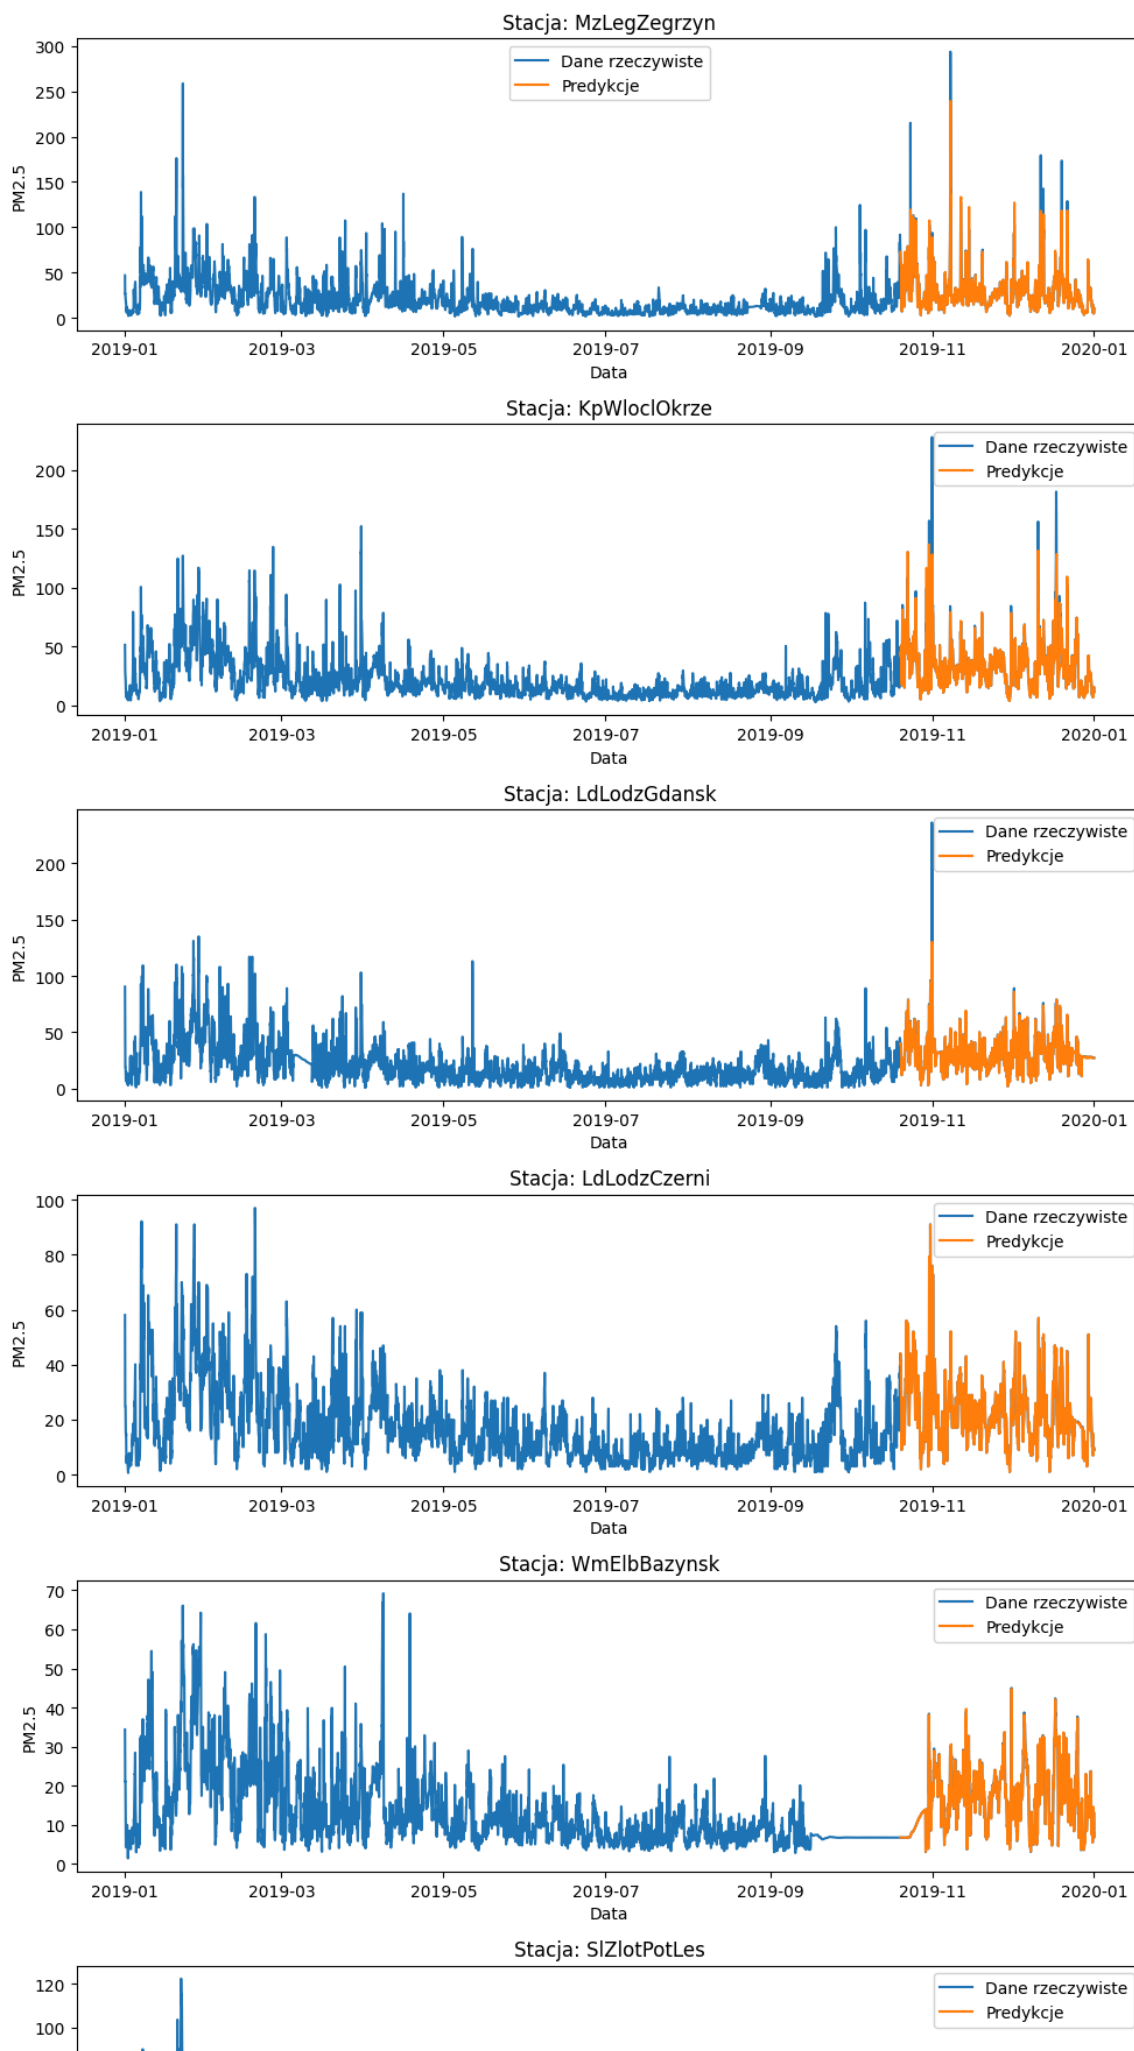 Stacja: MzLegZegrzyn
Dane rzeczywiste
Predykcje
300
250
200
150
100
50
0
PM2.5
2019-01 2019-03 2019-05 2019-07 2019-09 2019-11 2020-01
Data
Stacja: KpWloclOkrze
Dane rzeczywiste
Predykcje
200
150
100
50
0
PM2.5
2019-01 2019-03 2019-05 2019-07 2019-09 2019-11 2020-01
Data
Stacja: LdLodzGdansk
Dane rzeczywiste
Predykcje
200
150
100
50
0
PM2.5
2019-01 2019-03 2019-05 2019-07 2019-09 2019-11 2020-01
Data
Stacja: LdLodzCzerni
Dane rzeczywiste
Predykcje
100
80
60
40
20
0
PM2.5
2019-01 2019-03 2019-05 2019-07 2019-09 2019-11 2020-01
Data
Stacja: WmElbBazynsk
Dane rzeczywiste
Predykcje
70
60
50
40
30
20
10
0
PM2.5
2019-01 2019-03 2019-05 2019-07 2019-09 2019-11 2020-01
Data
Stacja: SlZlotPotLes
Dane rzeczywiste
Predykcje
120
100